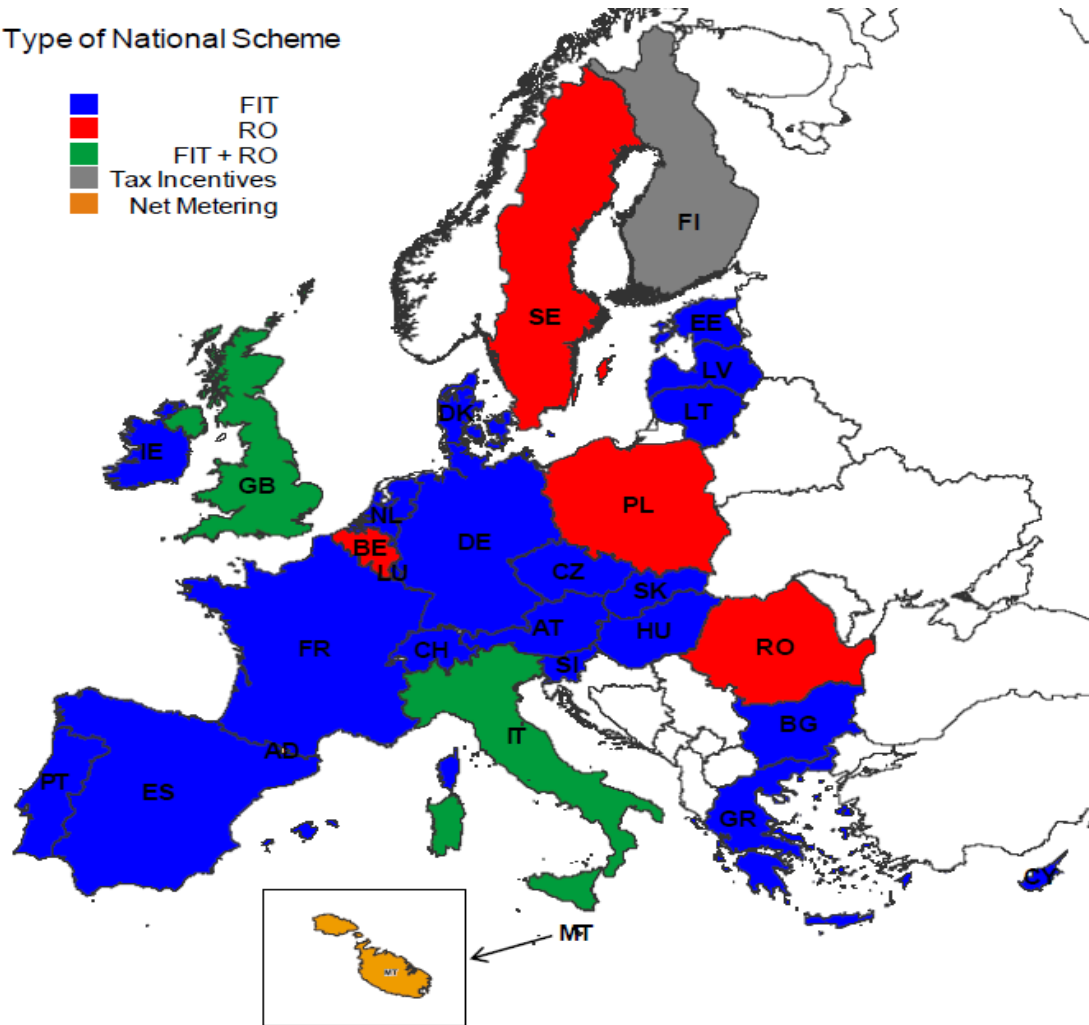 Type of National Scheme
FIT
RO
FIT + RO
Tax Incentives
Net Metering
FI
SE
EE
LV
LT
DK
IE
GB
NL
PL
BE
DE
LU
CZ
SK
AT
HU
FR
CH
SI
RO
BG
IT
AD
PT
ES
GR
CY
MT
MT